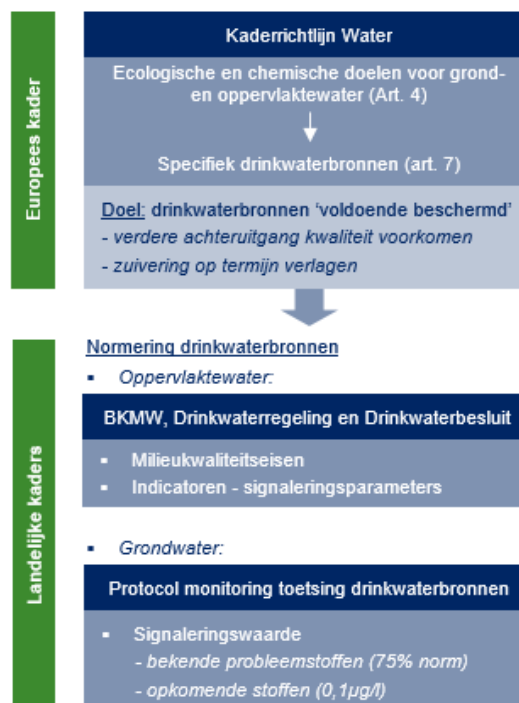 Europees kader
Kaderrichtlijn Water
Ecologische en chemische doelen voor grond-
en oppervlaktewater (Art. 4)
Specifiek drinkwaterbronnen (art. 7)
Doel: drinkwaterbronnen 'voldoende beschermd'
- verdere achteruitgang kwaliteit voorkomen
- zuivering op termijn verlagen
Landelijke kaders
Normering drinkwaterbronnen
▪ Oppervlaktewater:
BKMW, Drinkwaterregeling en Drinkwaterbesluit
▪ Milieukwaliteitseisen
▪ Indicatoren - signaleringsparameters
▪ Grondwater:
Protocol monitoring toetsing drinkwaterbronnen
▪ Signaleringswaarde
- bekende probleemstoffen (75% norm)
- opkomende stoffen (0,1µg/l)